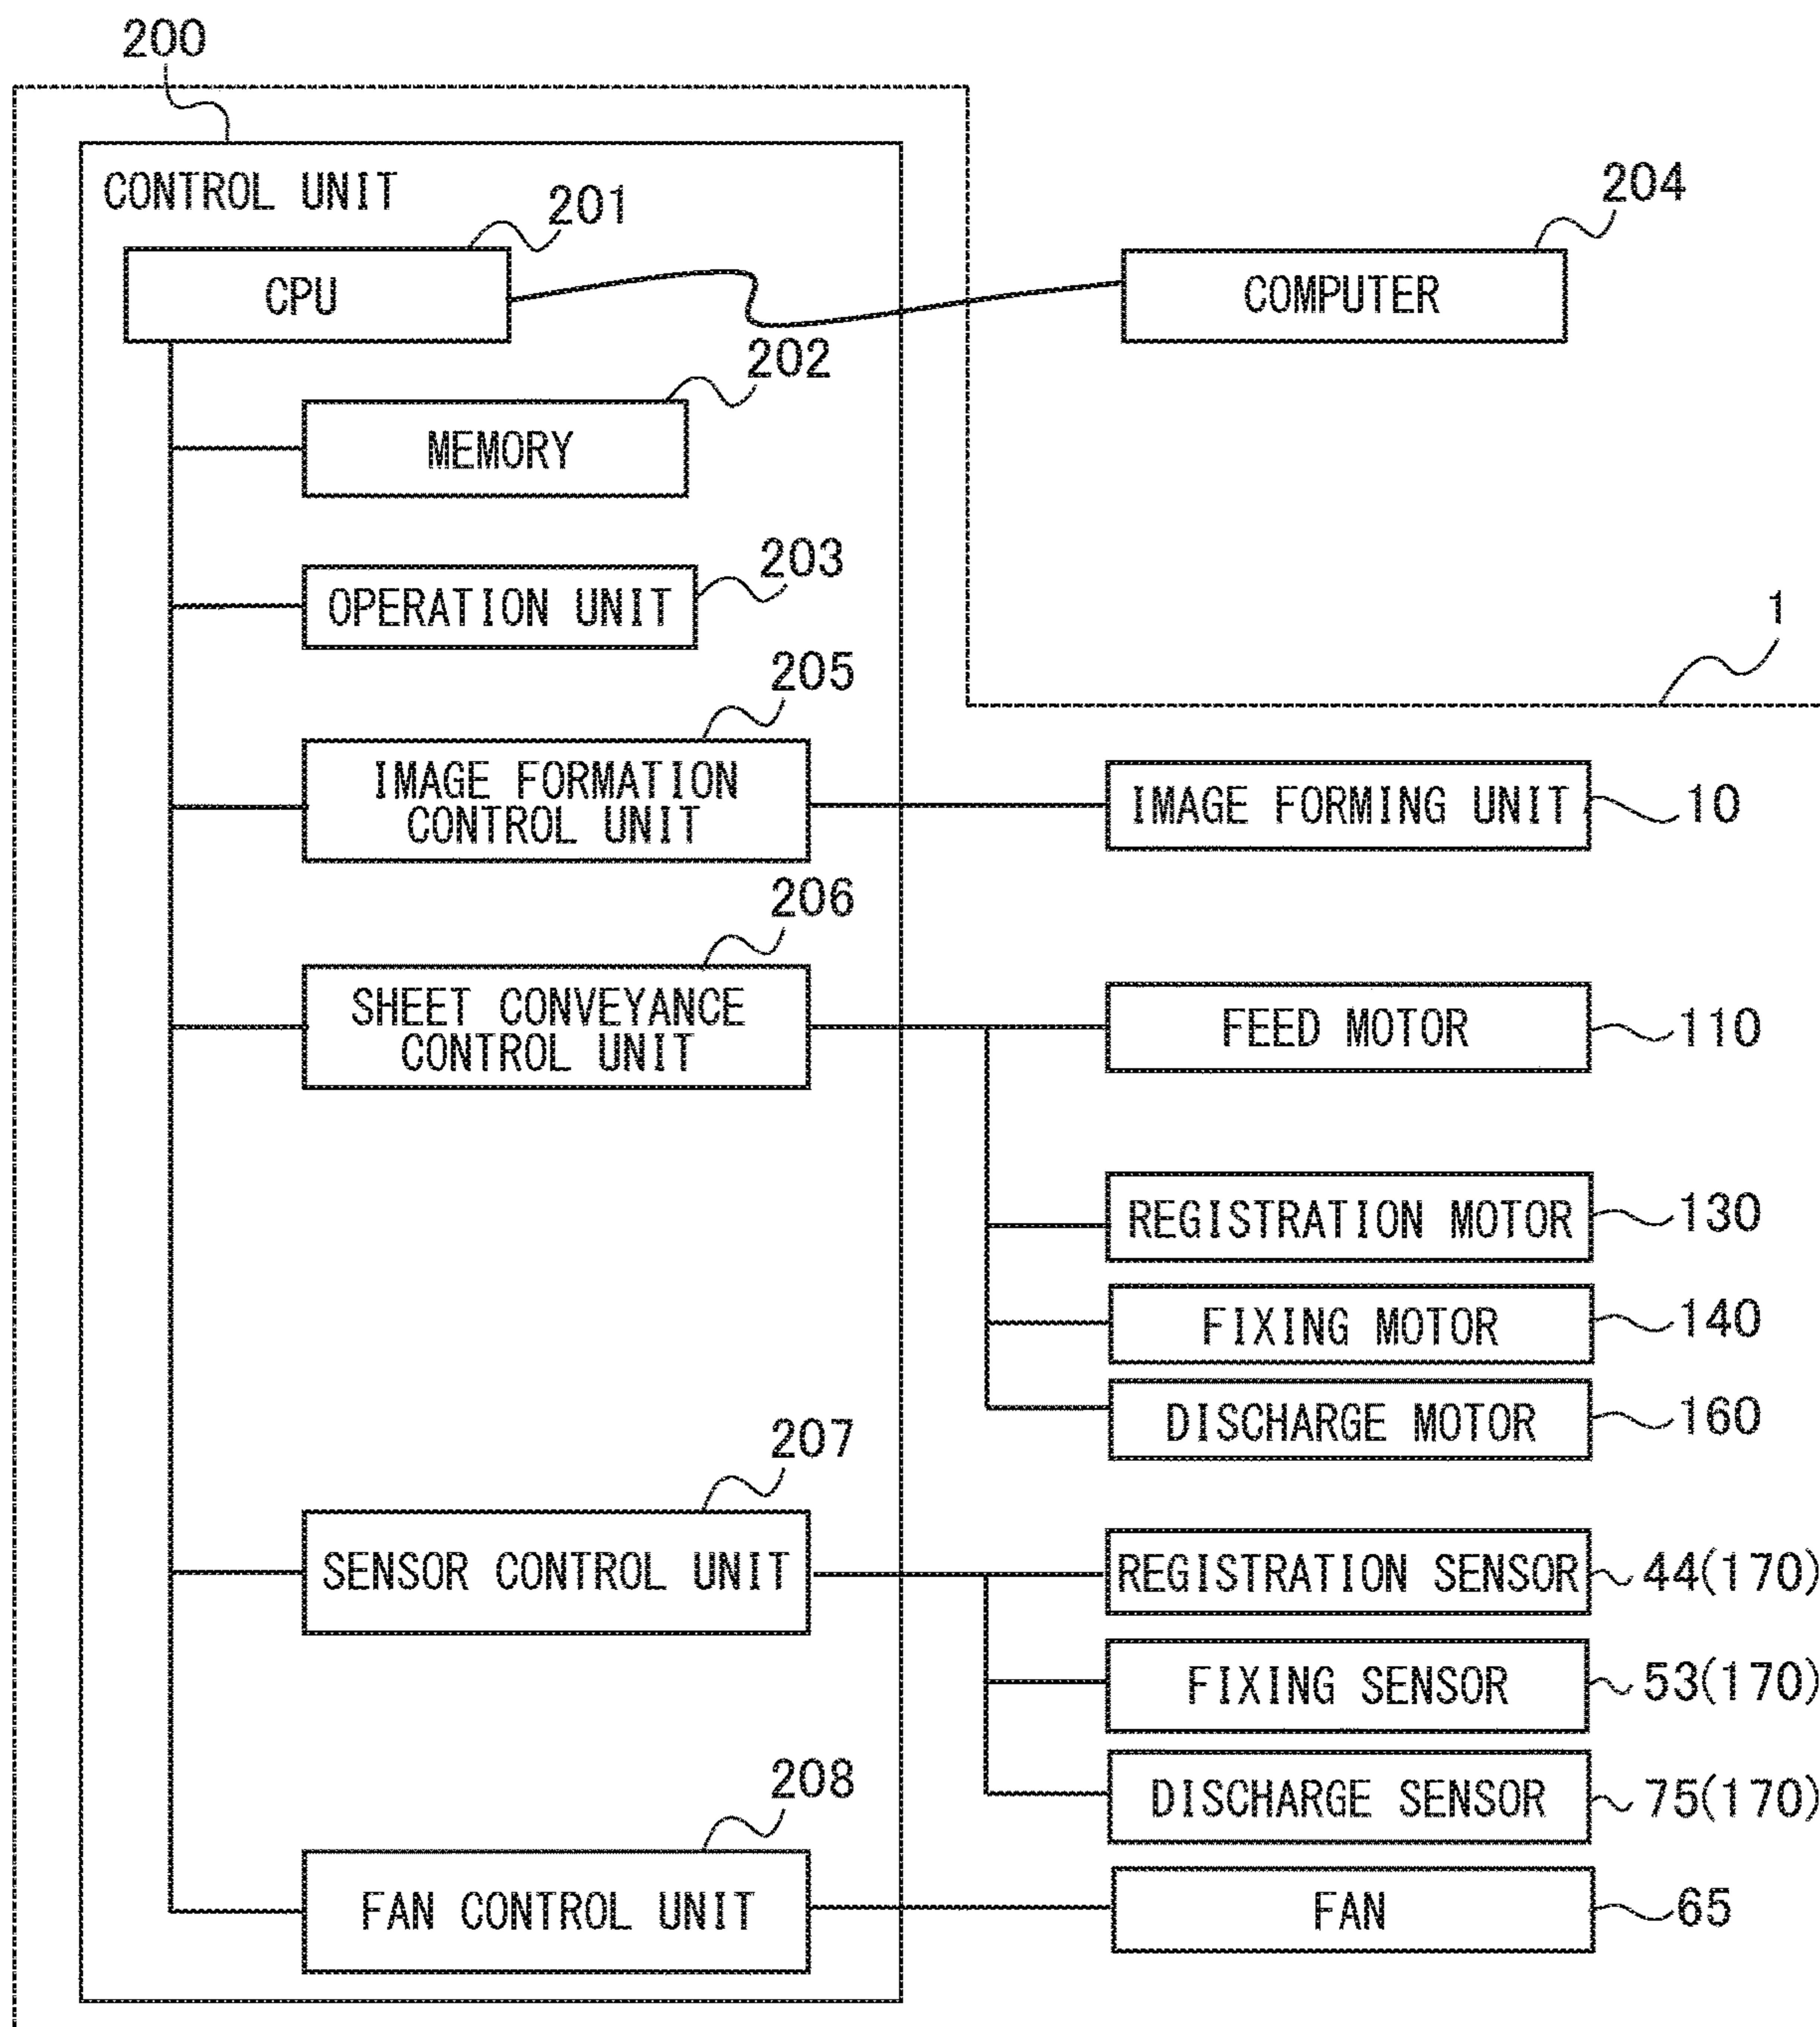 200
CONTROL UNIT
201
CPU
204
COMPUTER
202
MEMORY
203
OPERATION UNIT
1
205
IMAGE FORMATION
CONTROL UNIT
IMAGE FORMING UNIT
10
206
SHEET CONVEYANCE
CONTROL UNIT
FEED MOTOR
110
REGISTRATION MOTOR
130
FIXING MOTOR
140
DISCHARGE MOTOR
160
207
SENSOR CONTROL UNIT
REGISTRATION SENSOR
44(170)
FIXING SENSOR
53(170)
DISCHARGE SENSOR
75(170)
208
FAN CONTROL UNIT
FAN
65